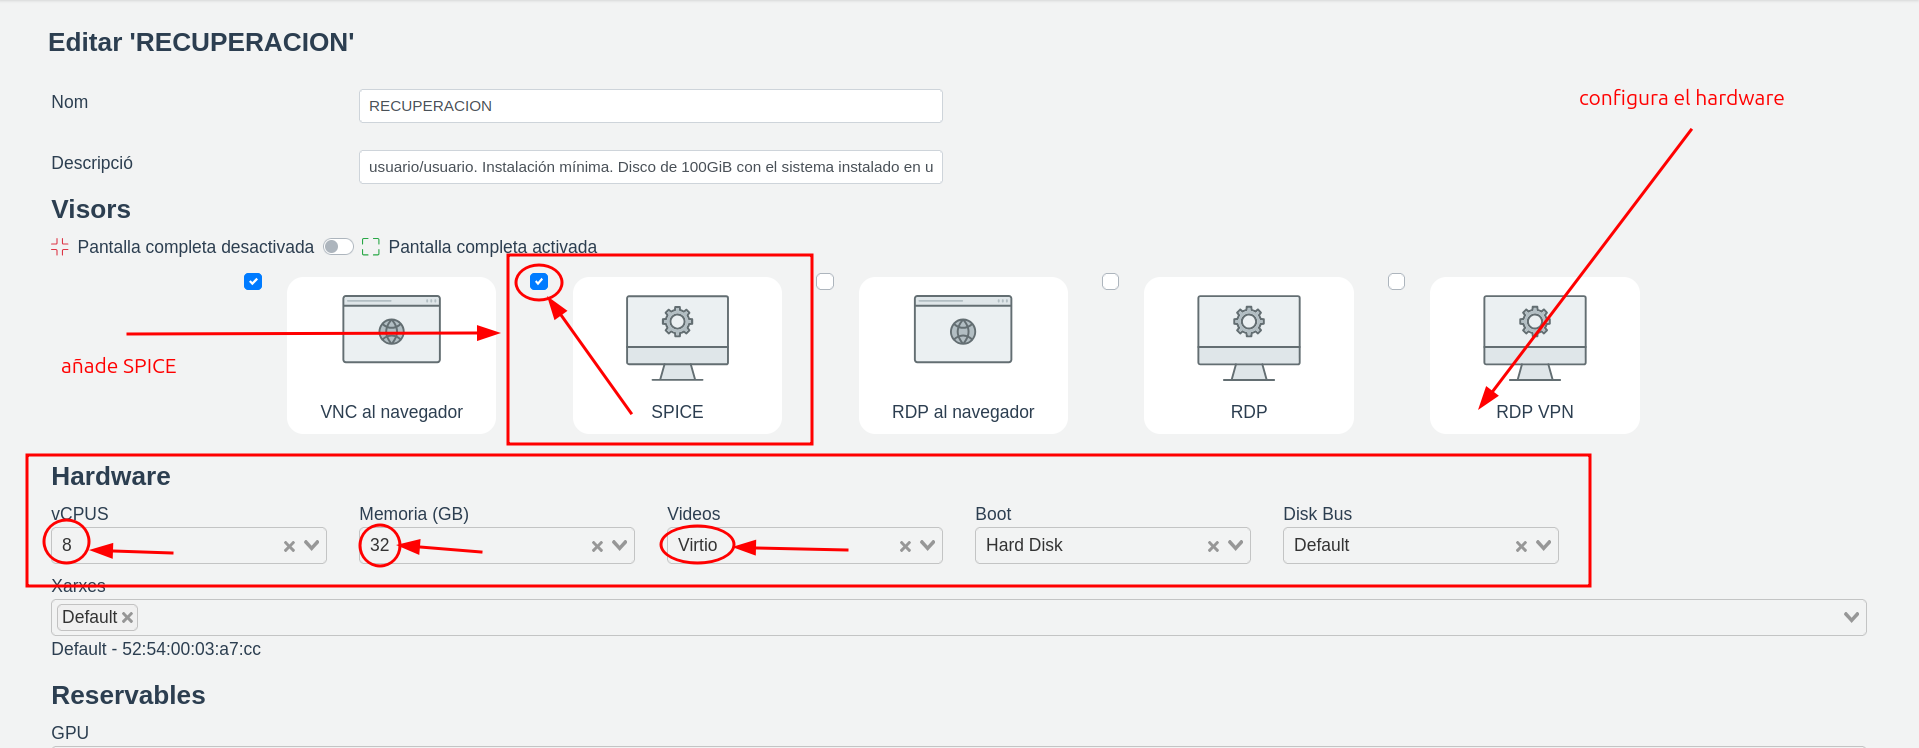 Editar 'RECUPERACION'
configura el hardware
Nom
RECUPERACION
Descripció
usuario/usuario. Instalación mínima. Disco de 100GiB con el sistema instalado en u
Visors
Pantalla completa desactivada
Pantalla completa activada
añade SPICE
VNC al navegador
SPICE
RDP al navegador
RDP
RDP VPN
Hardware
vCPUS
Memoria (GB)
Videos
Boot
Disk Bus
8
32
Virtio
Hard Disk
Default
Xarxes
Default
Default - 52:54:00:03:a7:cc
Reservables
GPU